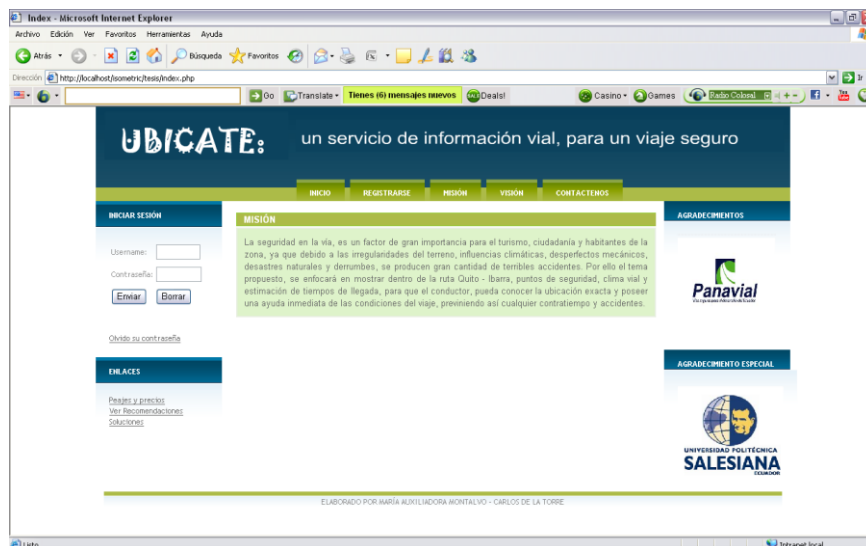 Index - Microsoft Internet Explorer
Archivo Edición Ver Favoritos Herramientas Ayuda
Atrás Búsqueda Favoritos
Dirección http://localhost/isometric/tesis/index.php Ir
Go Translate Tienes (6) mensajes nuevos Deals! Casino Games Radio Colosal
UBICATE: un servicio de información vial, para un viaje seguro
INICIO REGISTRARSE MISIÓN VISIÓN CONTACTENOS
INICIAR SESIÓN
Username:
Contraseña:
Enviar Borrar
Olvido su contraseña
ENLACES
Peajes y precios
Ver Recomendaciones
Soluciones
MISIÓN
La seguridad en la vía, es un factor de gran importancia para el turismo, ciudadanía y habitantes de la
zona, ya que debido a las irregularidades del terreno, influencias climáticas, desperfectos mecánicos,
desastres naturales y derrumbes, se producen gran cantidad de terribles accidentes. Por ello el tema
propuesto, se enfocará en mostrar dentro de la ruta Quito - Ibarra, puntos de seguridad, clima vial y
estimación de tiempos de llegada, para que el conductor, pueda conocer la ubicación exacta y poseer
una ayuda inmediata de las condiciones del viaje, previniendo así cualquier contratiempo y accidentes.
AGRADECIMIENTOS
Panavial
AGRADECIMIENTO ESPECIAL
UNIVERSIDAD POLITÉCNICA
SALESIANA
ECUADOR
ELABORADO POR MARÍA AUXILIADORA MONTALVO - CARLOS DE LA TORRE
Listo Intranet local